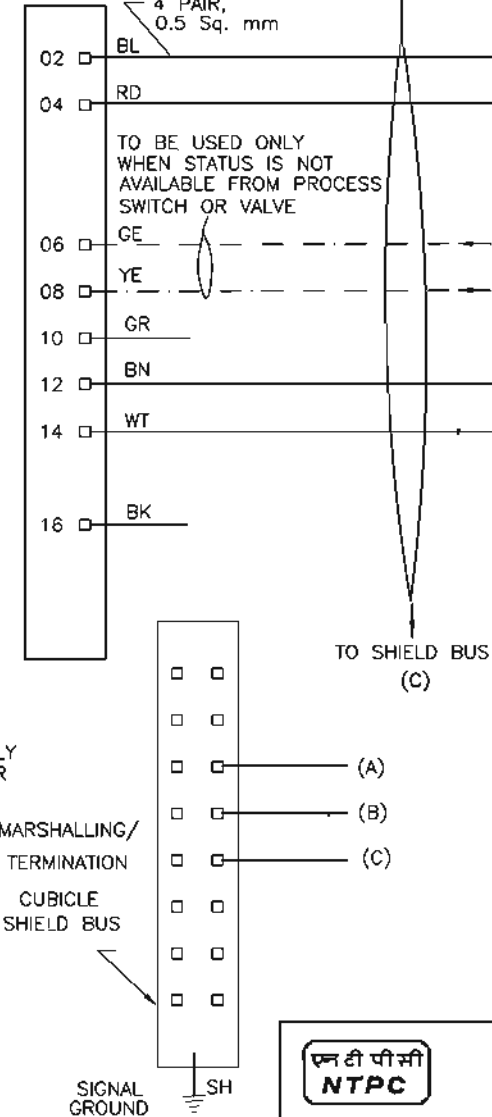 4 PAIR,
0.5 Sq. mm
02 BL
04 RD
TO BE USED ONLY
WHEN STATUS IS NOT
AVAILABLE FROM PROCESS
SWITCH OR VALVE
06 GE
08 YE
10 GR
12 BN
14 WT
16 BK
TO SHIELD BUS
(C)
(A)
(B)
(C)
MARSHALLING/
TERMINATION
CUBICLE
SHIELD BUS
SIGNAL
GROUND
SH
एन टी पी सी
NTPC